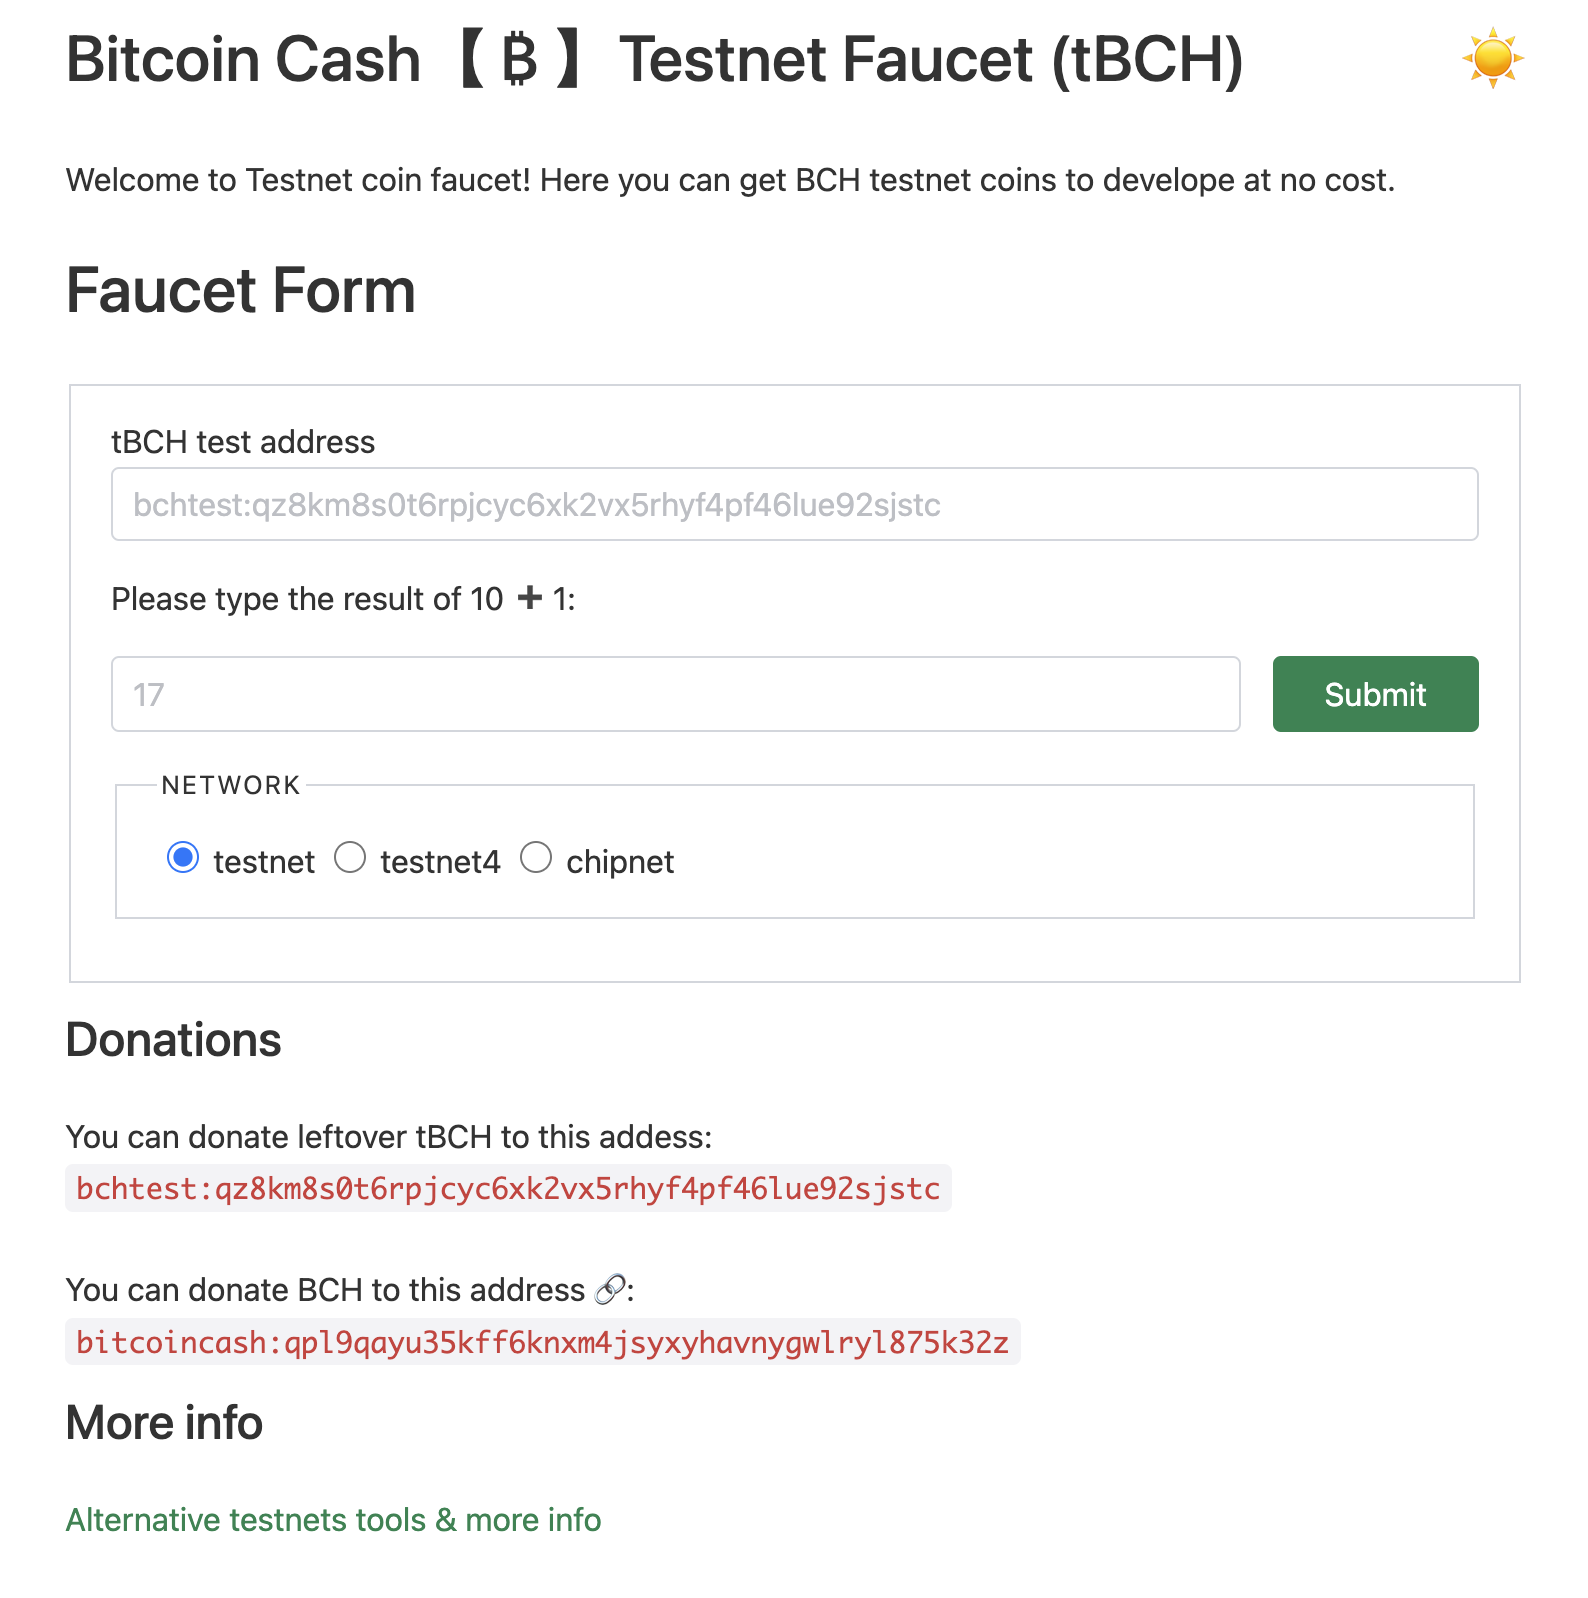 Bitcoin Cash【 ₿ 】 Testnet Faucet (tBCH)
Welcome to Testnet coin faucet! Here you can get BCH testnet coins to develope at no cost.
Faucet Form
tBCH test address
bchtest:qz8km8s0t6rpjcyc6xk2vx5rhyf4pf46lue92sjstc
Please type the result of 10 ➕ 1:
17
Submit
NETWORK
testnet testnet4 chipnet
Donations
You can donate leftover tBCH to this addess:
bchtest:qz8km8s0t6rpjcyc6xk2vx5rhyf4pf46lue92sjstc
You can donate BCH to this address 🔗:
bitcoincash:qpl9qayu35kff6knxm4jsyxyhavnygwlryl875k32z
More info
Alternative testnets tools & more info